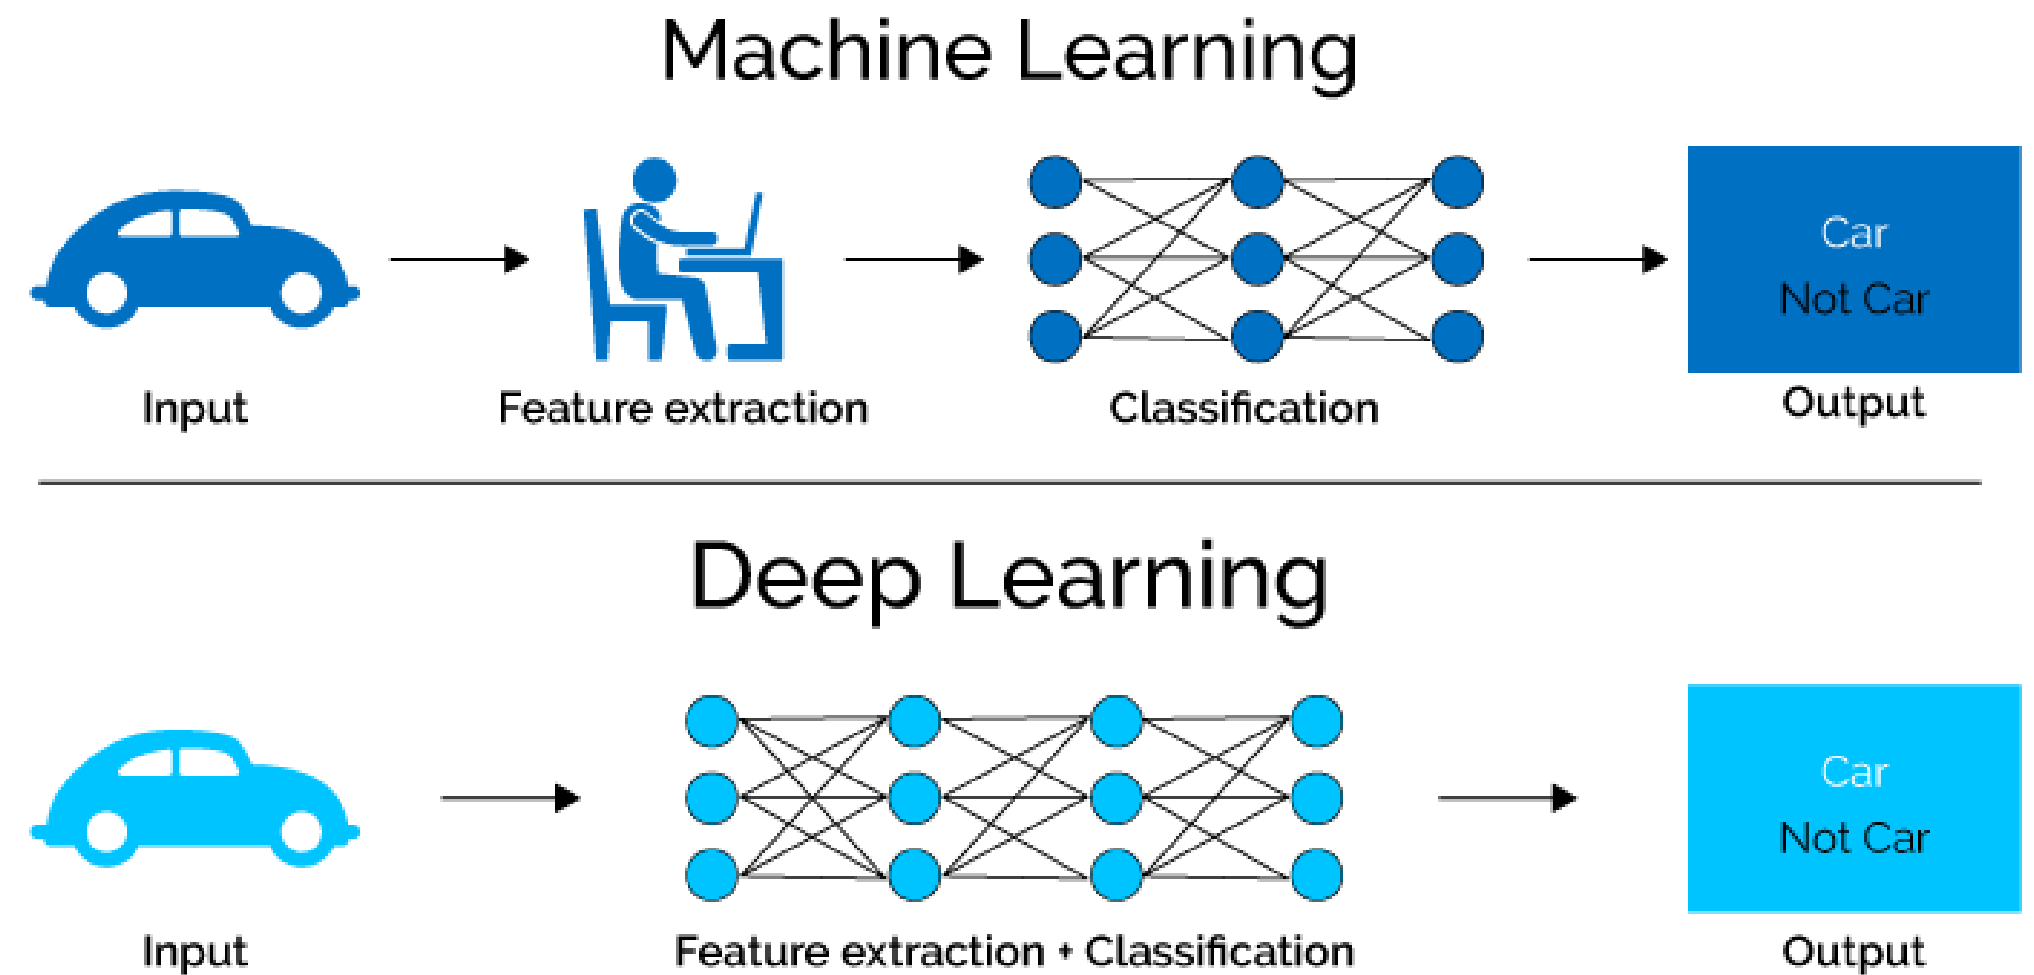 Machine Learning
Car
Not Car
Input
Feature extraction
Classification
Output
Deep Learning
Car
Not Car
Input
Feature extraction + Classification
Output